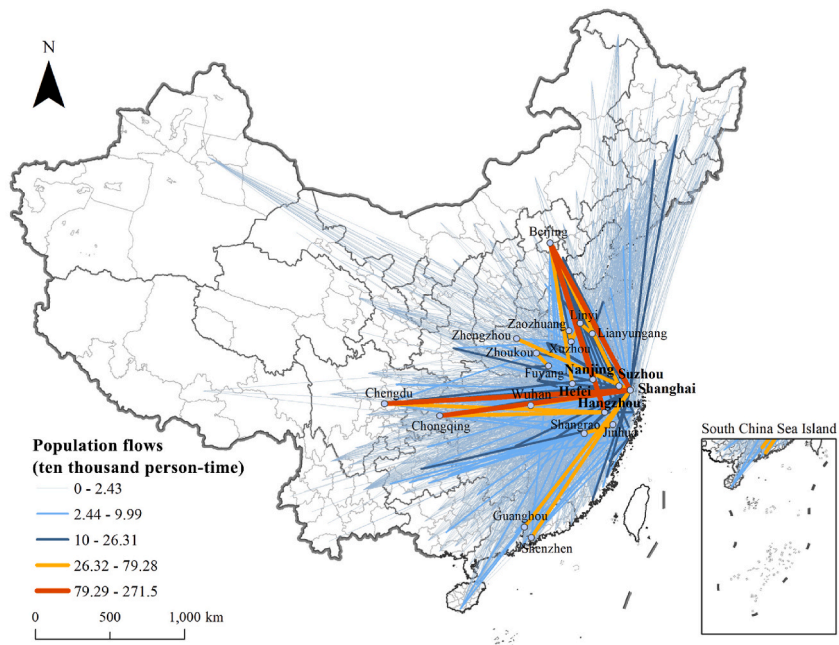 N
Beijing
Linyi
Zaozhuang
Lianyungang
Zhengzhou
Xuzhou
Zhoukou
Fuyang
Nanjing
Suzhou
Shanghai
Hefei
Chengdu
Wuhan
Hangzhou
Chongqing
Shangrao
Jinhua
Guanghou
Shenzhen
South China Sea Island
Population flows
(ten thousand person-time)
0 - 2.43
2.44 - 9.99
10 - 26.31
26.32 - 79.28
79.29 - 271.5
0 500 1,000 km